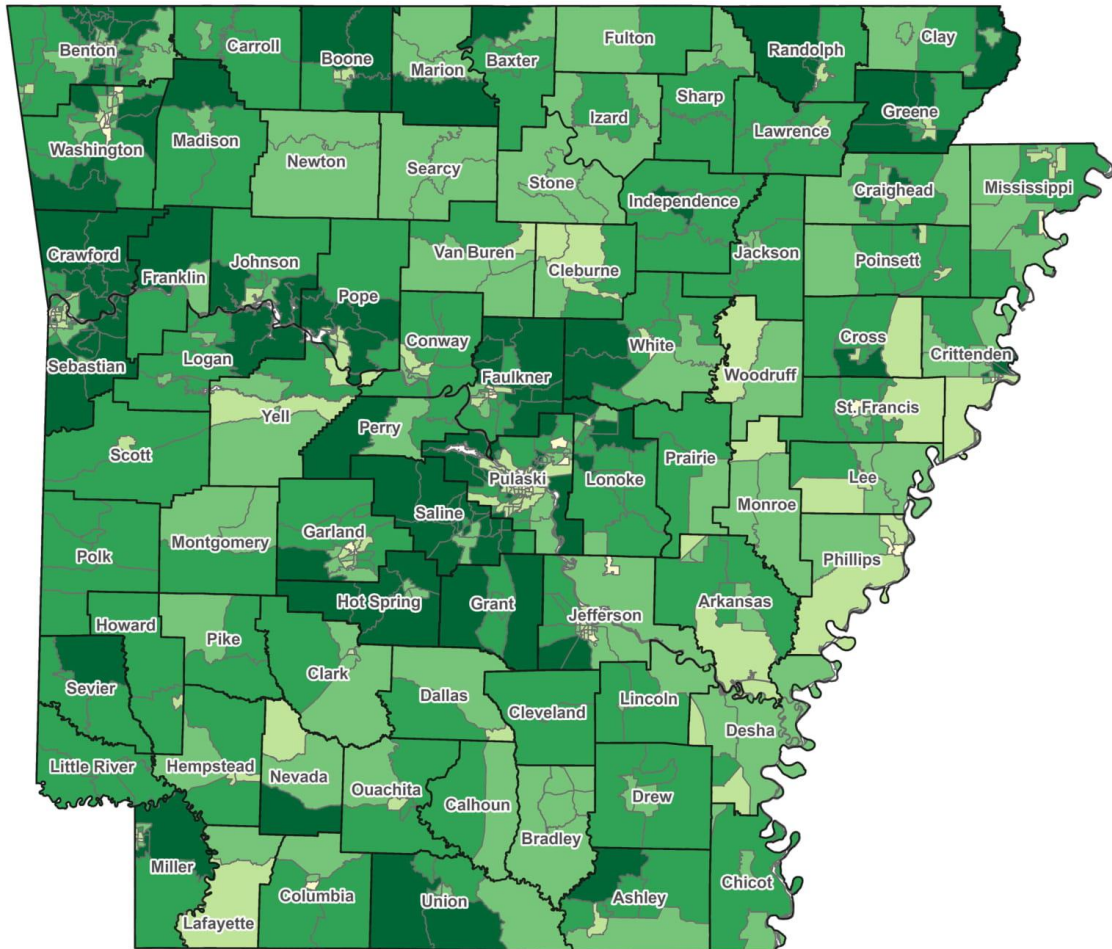 Benton
Carroll
Boone
Marion
Baxter
Fulton
Randolph
Clay
Sharp
Izard
Greene
Lawrence
Washington
Madison
Newton
Searcy
Stone
Independence
Craighead
Mississippi
Crawford
Franklin
Johnson
Pope
Van Buren
Cleburne
Jackson
Poinsett
Sebastian
Logan
Conway
Faulkner
White
Woodruff
Cross
Crittenden
Yell
St. Francis
Scott
Perry
Pulaski
Lonoke
Prairie
Lee
Monroe
Saline
Garland
Montgomery
Polk
Phillips
Hot Spring
Grant
Jefferson
Arkansas
Howard
Pike
Clark
Sevier
Dallas
Cleveland
Lincoln
Desha
Little River
Hempstead
Nevada
Ouachita
Calhoun
Drew
Bradley
Miller
Lafayette
Columbia
Union
Ashley
Chicot